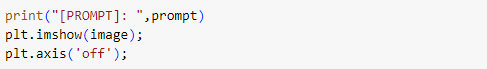 print("[PROMPT]: ",prompt)
plt.imshow(image);
plt.axis('off');